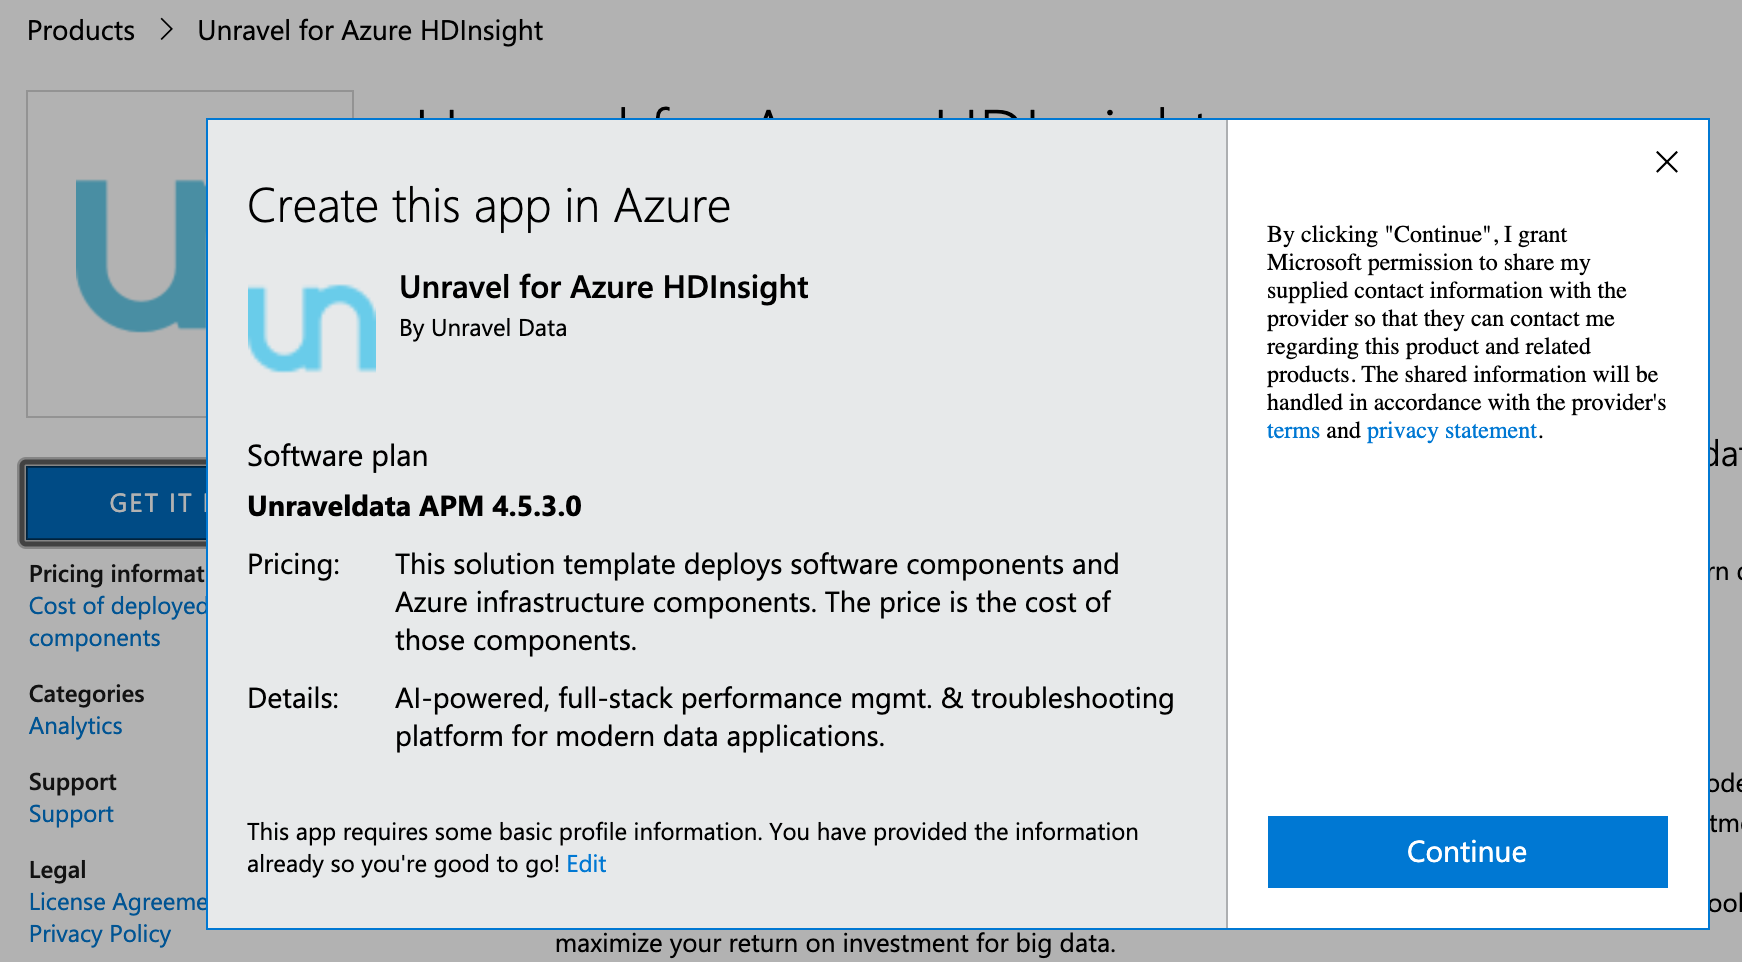 Products > Unravel for Azure HDInsight
Create this app in Azure
un
Unravel for Azure HDInsight
By Unravel Data
Software plan
Unraveldata APM 4.5.3.0
Pricing: This solution template deploys software components and
Azure infrastructure components. The price is the cost of
those components.
Details: AI-powered, full-stack performance mgmt. & troubleshooting
platform for modern data applications.
This app requires some basic profile information. You have provided the information
already so you're good to go! Edit
By clicking "Continue", I grant
Microsoft permission to share my
supplied contact information with the
provider so that they can contact me
regarding this product and related
products. The shared information will be
handled in accordance with the provider's
terms and privacy statement.
Continue
GET IT
Pricing informat
Cost of deployed
components
Categories
Analytics
Support
Support
Legal
License Agreeme
Privacy Policy
maximize your return on investment for big data.